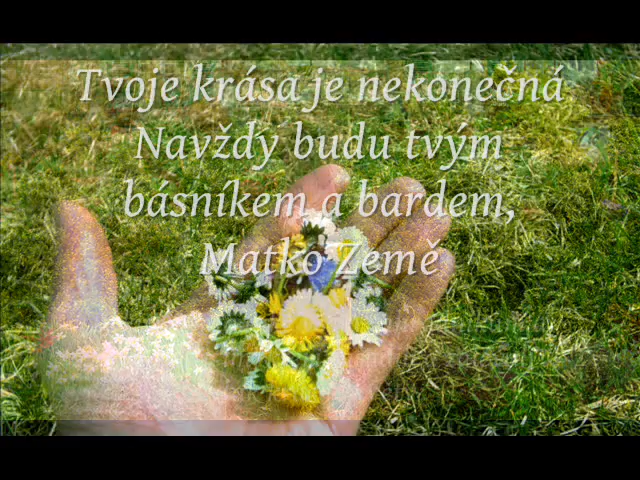 Tvoje krása je nekonečná
Navždy budu tvým
básníkem a bardem,
Matko Země